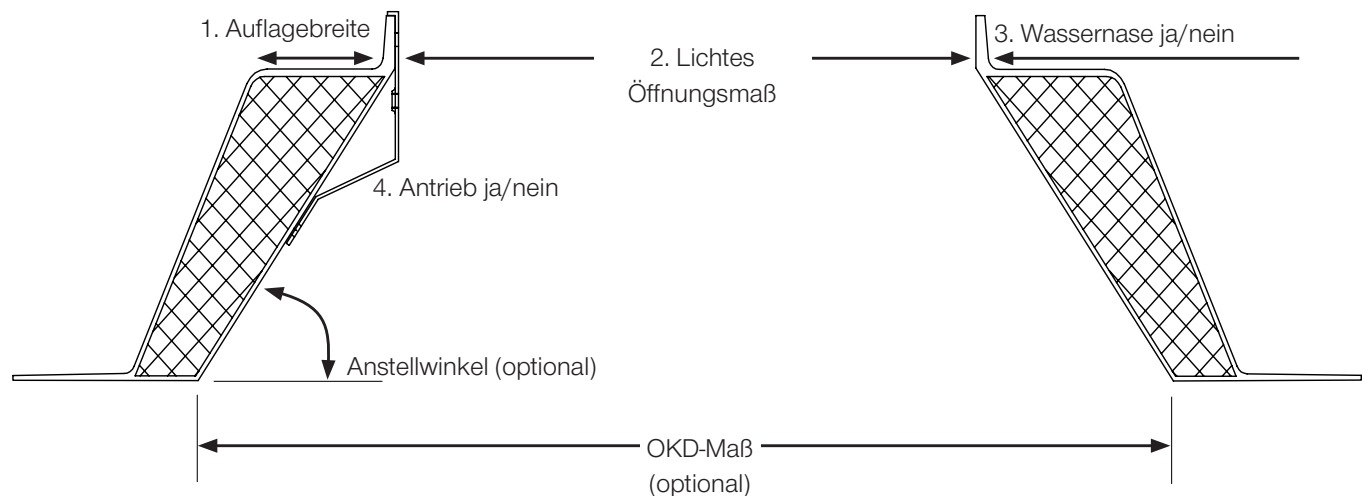 1. Auflagebreite
2. Lichtes
Öffnungsmaß
3. Wassernase ja/nein
4. Antrieb ja/nein
Anstellwinkel (optional)
OKD-Maß
(optional)